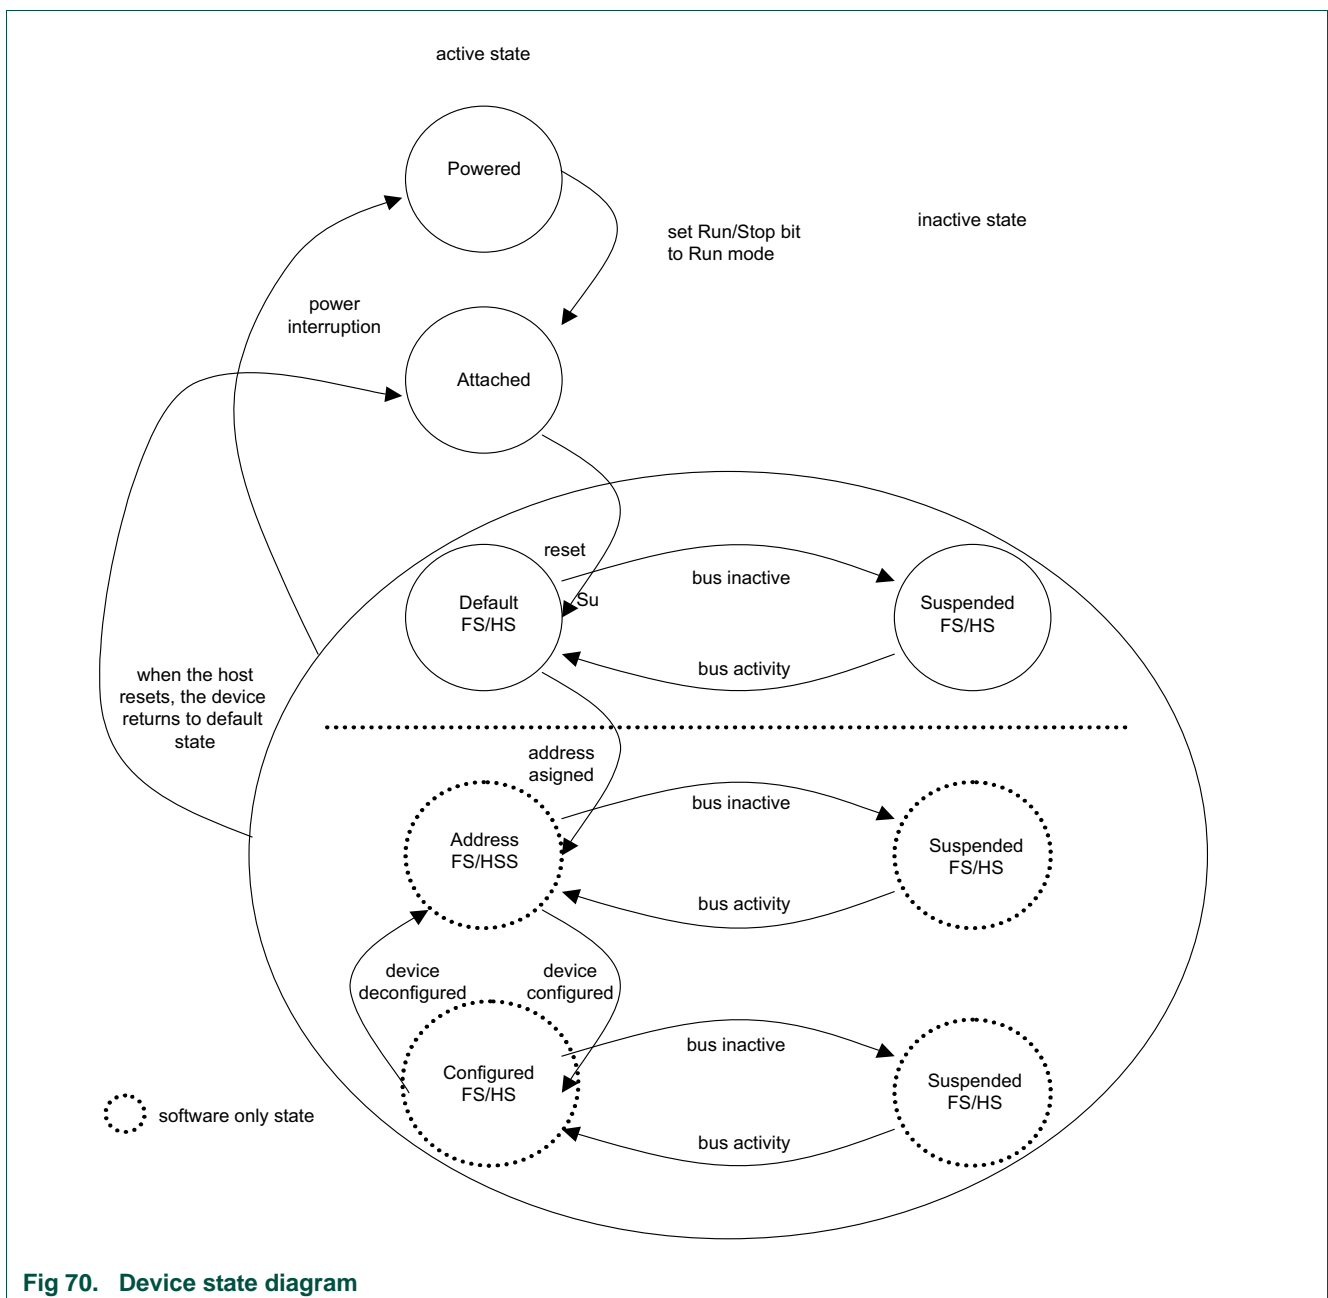 active state
Powered
inactive state
set Run/Stop bit
to Run mode
power
interruption
Attached
reset
bus inactive
Su
Default
FS/HS
Suspended
FS/HS
bus activity
when the host
resets, the device
returns to default
state
address
asigned
bus inactive
Address
FS/HSS
Suspended
FS/HS
bus activity
device
deconfigured
device
configured
bus inactive
Configured
FS/HS
Suspended
FS/HS
bus activity
software only state
Fig 70. Device state diagram